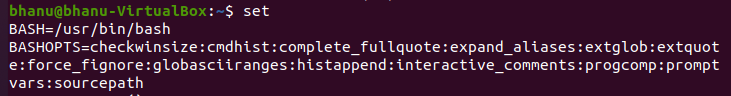 bhanu@bhanu-VirtualBox:~$ set
BASH=/usr/bin/bash
BASHOPTS=checkwinsize:cmdhist:complete_fullquote:expand_aliases:extglob:extquot
e:force_fignore:globasciiranges:histappend:interactive_comments:progcomp:prompt
vars:sourcepath